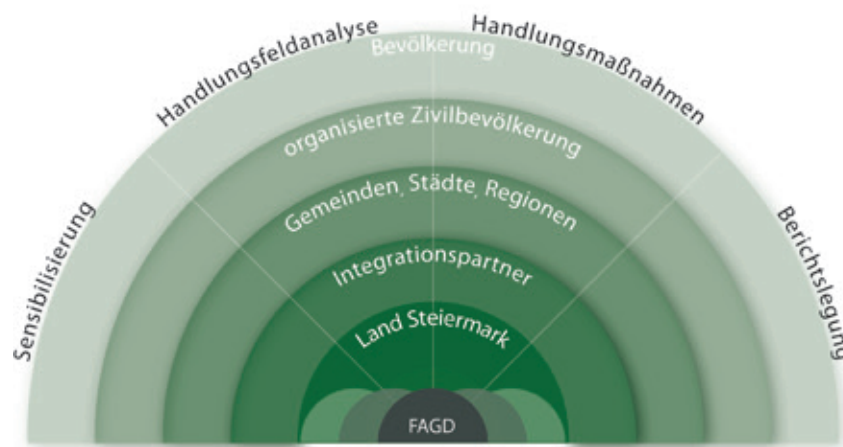 Sensibilisierung
Handlungsfeldanalyse
Handlungsmaßnahmen
Berichtslegung
Bevölkerung
organisierte Zivilbevölkerung
Gemeinden, Städte, Regionen
Integrationspartner
Land Steiermark
FAGD